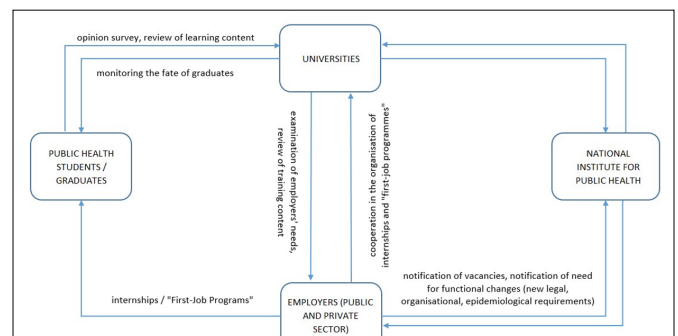 opinion survey, review of learning content
UNIVERSITIES
monitoring the fate of graduates
PUBLIC HEALTH
STUDENTS /
GRADUATES
examination of employers' needs,
review of training content
cooperation in the organisation of
internships and "first-job programmes"
NATIONAL
INSTITUTE FOR
PUBLIC HEALTH
internships / "First-Job Programs"
notification of vacancies, notification of need
for functional changes (new legal,
organisational, epidemiological requirements)
EMPLOYERS (PUBLIC
AND PRIVATE
SECTOR)